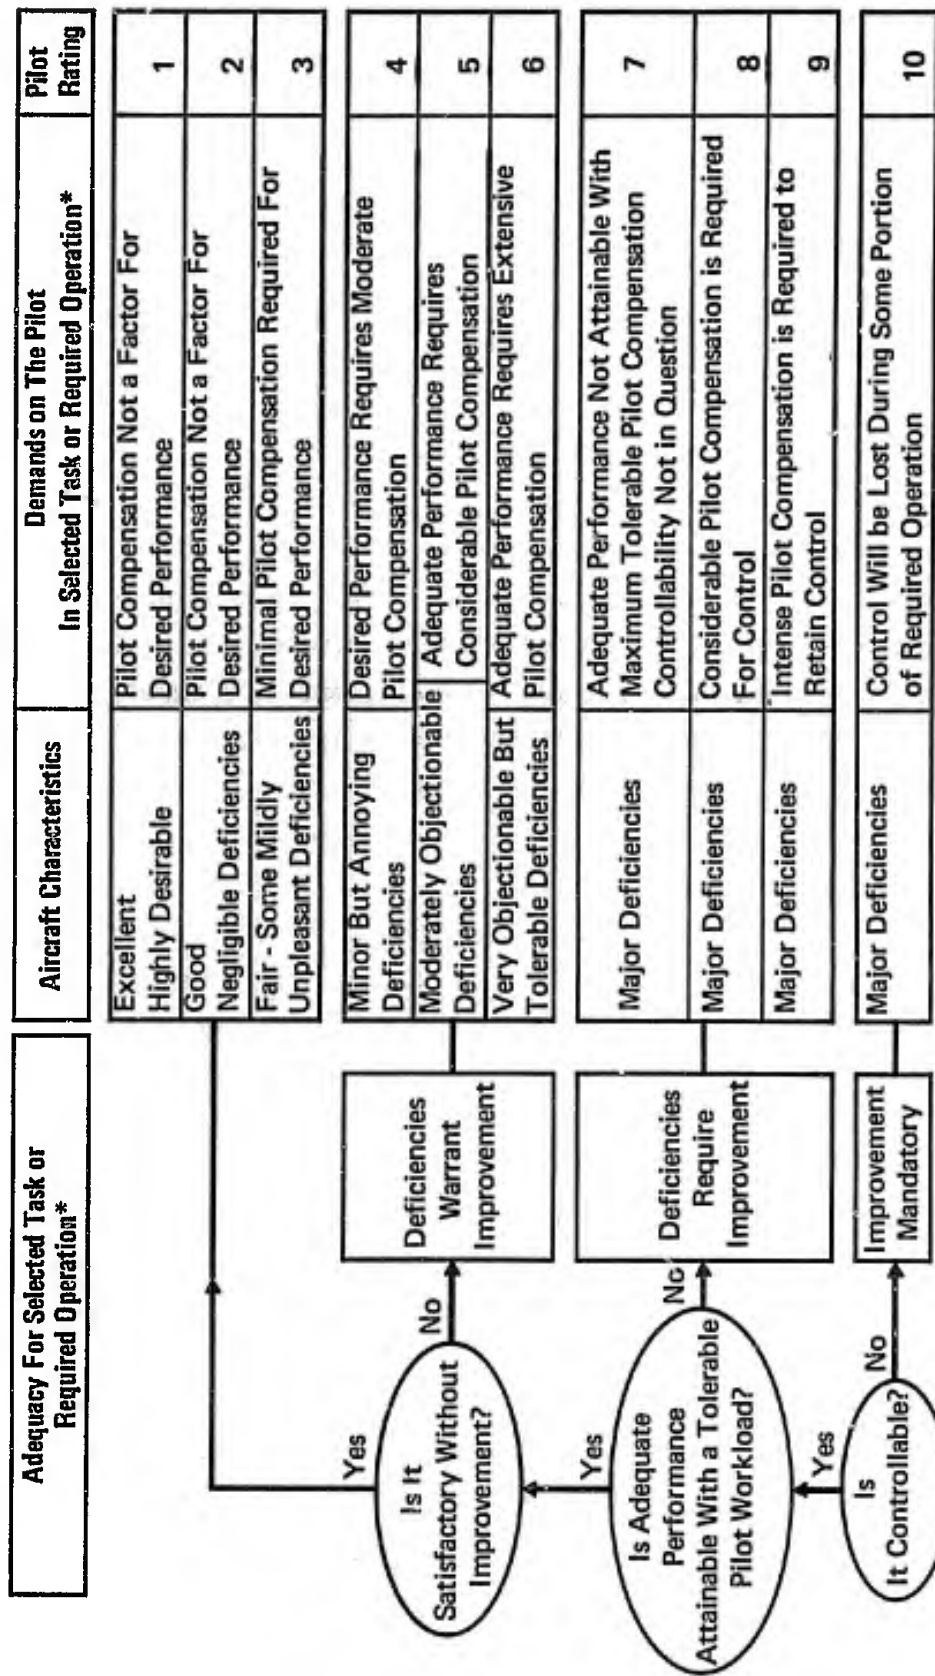 Adequacy For Selected Task or
Required Operation*
Aircraft Characteristics
Demands on The Pilot
In Selected Task or Required Operation*
Pilot
Rating
Excellent
Highly Desirable
Pilot Compensation Not a Factor For
Desired Performance
1
Good
Negligible Deficiencies
Pilot Compensation Not a Factor For
Desired Performance
2
Fair - Some Mildly
Unpleasant Deficiencies
Minimal Pilot Compensation Required For
Desired Performance
3
Yes
Is It
Satisfactory Without
Improvement?
No
Deficiencies
Warrant
Improvement
Minor But Annoying
Deficiencies
Desired Performance Requires Moderate
Pilot Compensation
4
Moderately Objectionable
Deficiencies
Adequate Performance Requires
Considerable Pilot Compensation
5
Very Objectionable But
Tolerable Deficiencies
Adequate Performance Requires Extensive
Pilot Compensation
6
Yes
Is Adequate
Performance
Attainable With a Tolerable
Pilot Workload?
No
Deficiencies
Require
Improvement
Major Deficiencies
Adequate Performance Not Attainable With
Maximum Tolerable Pilot Compensation
Controllability Not in Question
7
Major Deficiencies
Considerable Pilot Compensation is Required
For Control
8
Major Deficiencies
Intense Pilot Compensation is Required to
Retain Control
9
Yes
Is
It Controllable?
No
Improvement
Mandatory
Major Deficiencies
Control Will be Lost During Some Portion
of Required Operation
10